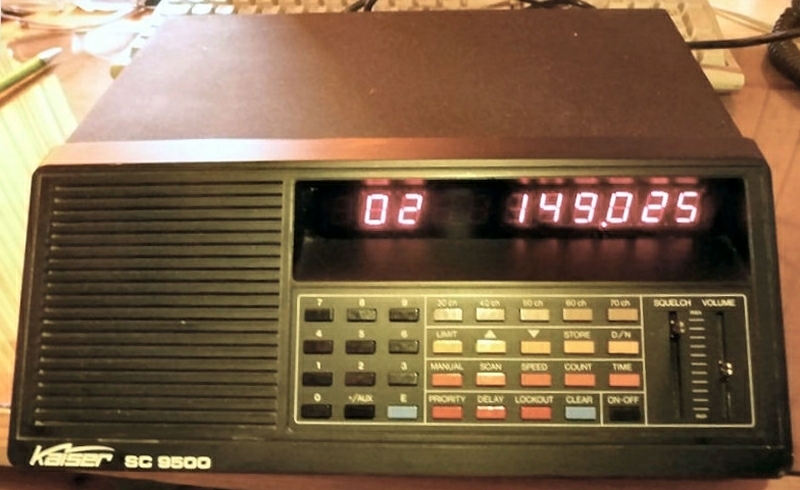 02 149.025
7 8 9 20 ch 40 ch 50 ch 60 ch 70 ch SQUELCH VOLUME
4 5 6 LIMIT ▲ ▼ STORE D/N
1 2 3 MANUAL SCAN SPEED COUNT TIME
0 •/AUX E PRIORITY DELAY LOCKOUT CLEAR ON-OFF
Kaiser SC 9500